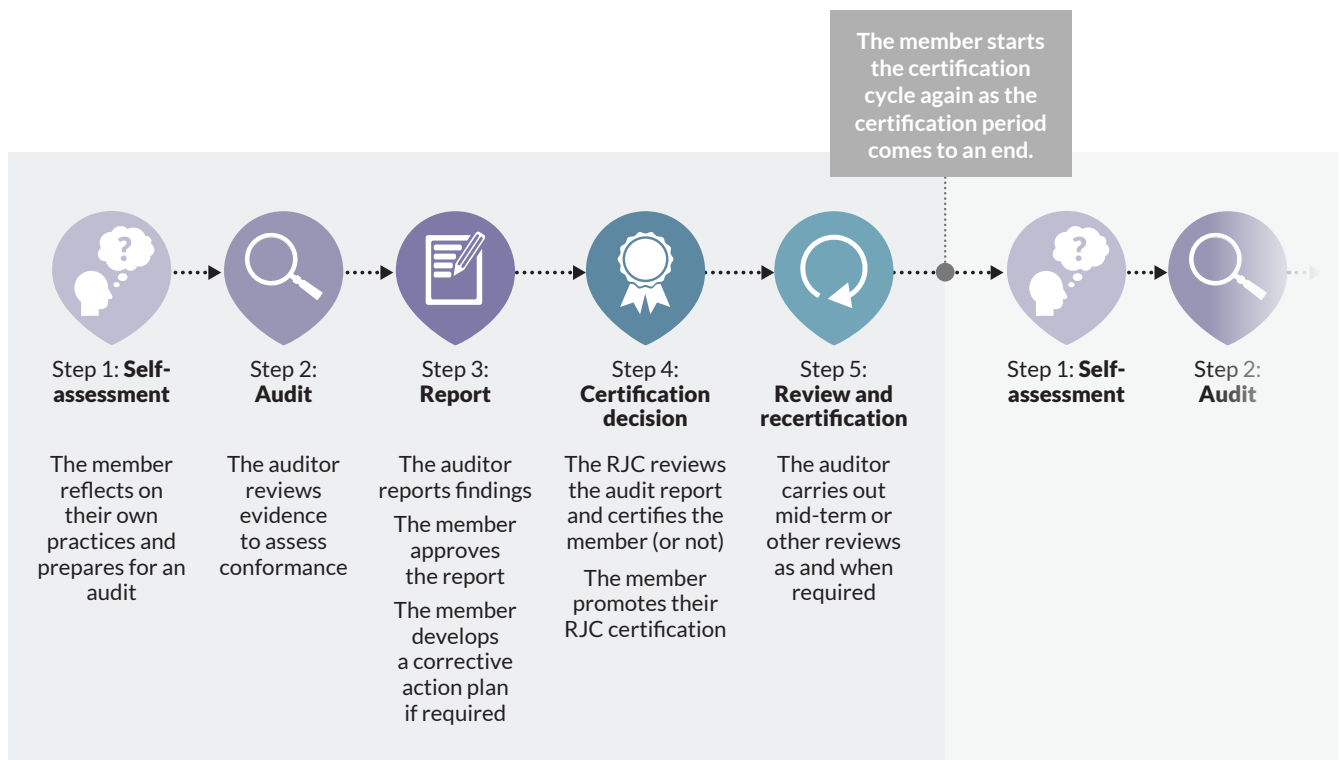 The member starts
the certification
cycle again as the
certification period
comes to an end.
?
Step 1: Self-
assessment
The member
reflects on
their own
practices and
prepares for an
audit
Step 2:
Audit
The auditor
reviews
evidence
to assess
conformance
Step 3:
Report
The auditor
reports findings
The member
approves
the report
The member
develops
a corrective
action plan
if required
Step 4:
Certification
decision
The RJC reviews
the audit report
and certifies the
member (or not)
The member
promotes their
RJC certification
Step 5:
Review and
recertification
The auditor
carries out
mid-term or
other reviews
as and when
required
?
Step 1: Self-
assessment
Step 2:
Audit